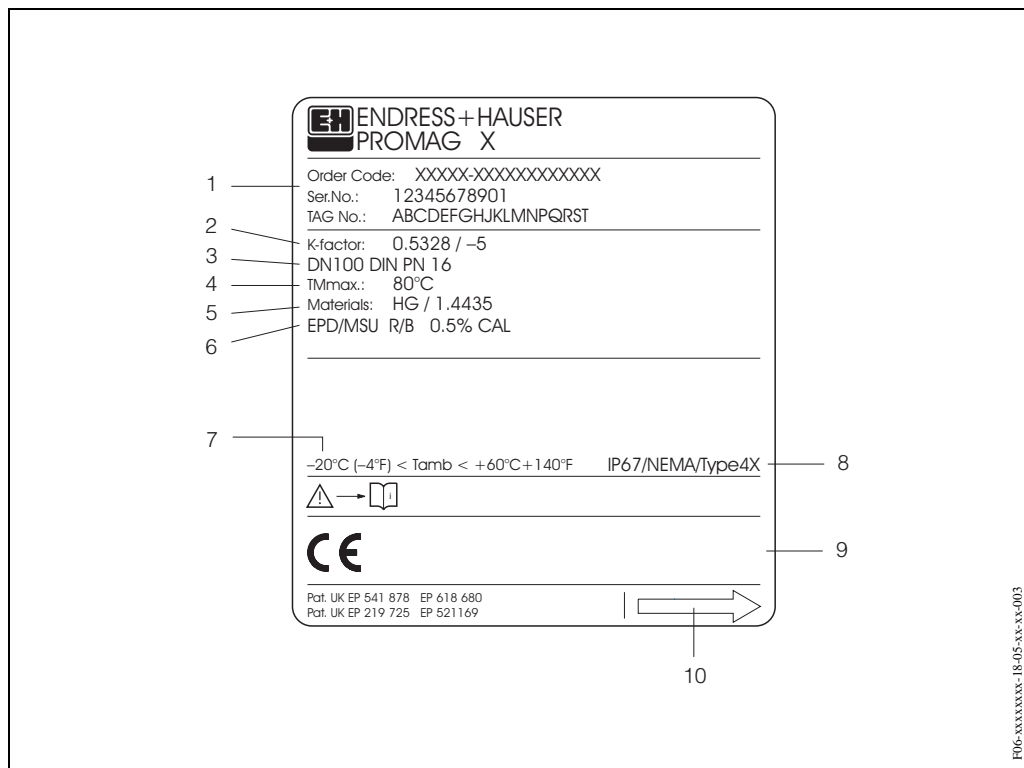 E+H ENDRESS+HAUSER
PROMAG X
1
Order Code: XXXXX-XXXXXXXXXXXX
Ser.No.: 12345678901
TAG No.: ABCDEFGHJKLMNPQRST
2
K-factor: 0.5328 / –5
3
DN100 DIN PN 16
4
TMmax.: 80°C
5
Materials: HG / 1.4435
6
EPD/MSU R/B 0.5% CAL
7
–20°C (–4°F) < Tamb < +60°C+140°F IP67/NEMA/Type4X
8
i
CE
9
Pat. UK EP 541 878 EP 618 680
Pat. UK EP 219 725 EP 521169
10
F06-xxxxxxxx-18-05-xx-xx-003